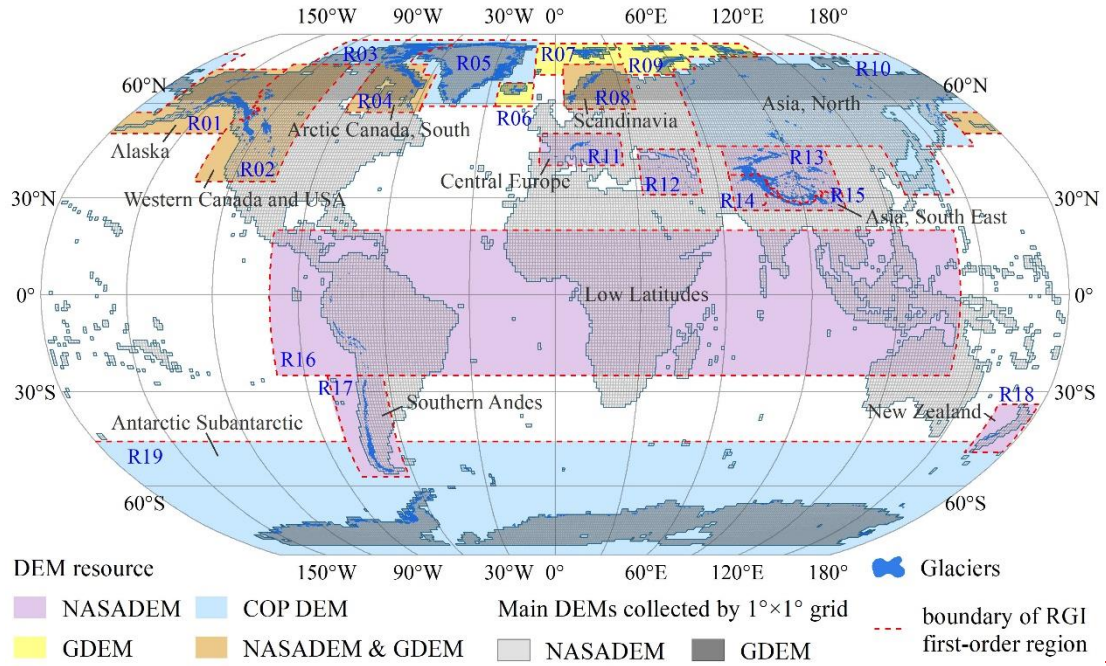 150°W 90°W 30°W 0° 60°E 120°E 180°
60°N
R03
R05
R07
R09
R10
60°N
R04
R08
Asia, North
R01
Arctic Canada, South
R06
Scandinavia
Alaska
R02
R11
R13
Central Europe
R12
Western Canada and USA
R14
R15
30°N
30°N
Asia, South East
0°
Low Latitudes
0°
R16
30°S
R17
Southern Andes
New Zealand
R18
30°S
Antarctic Subantarctic
R19
60°S
60°S
150°W 90°W 30°W 0° 60°E 120°E 180°
DEM resource
Glaciers
NASADEM
COP DEM
Main DEMs collected by 1°×1° grid
boundary of RGI
first-order region
GDEM
NASADEM & GDEM
NASADEM
GDEM